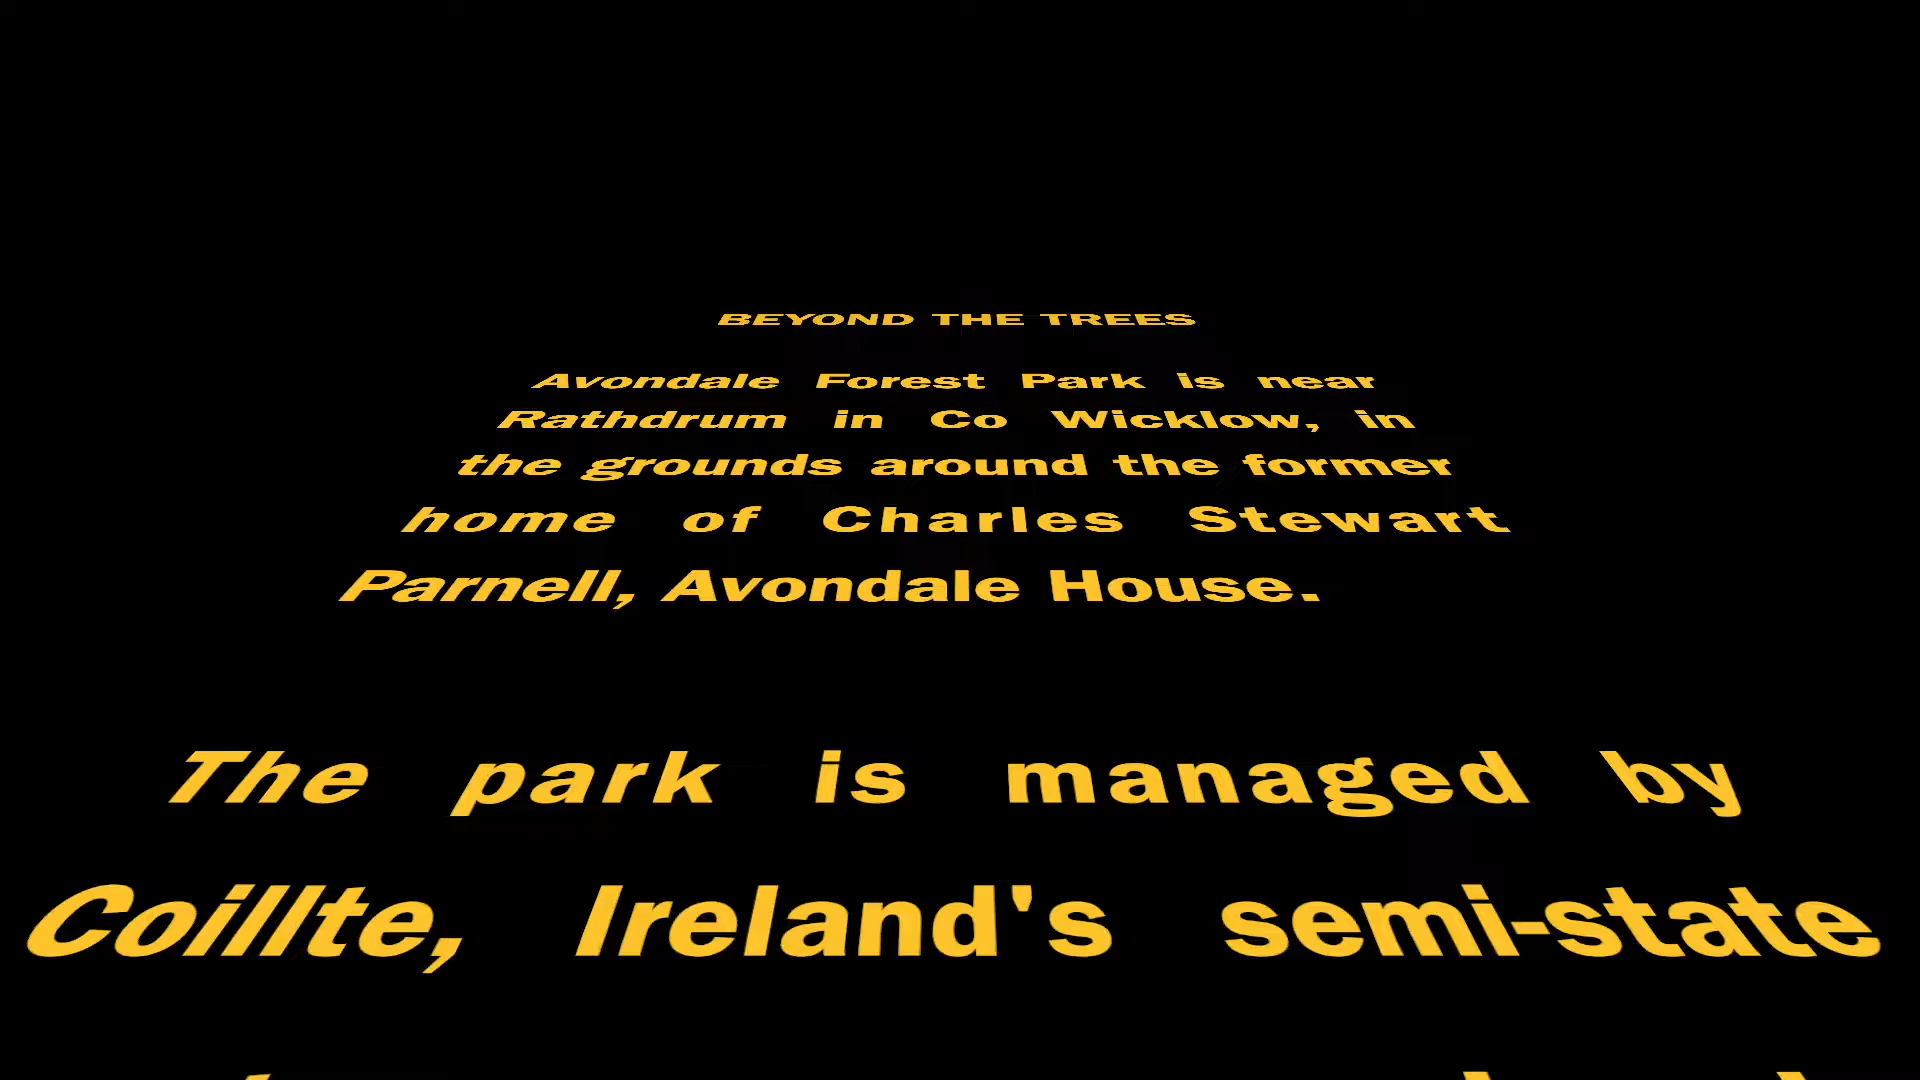 BEYOND THE TREES
Avondale Forest Park is near
Rathdrum in Co Wicklow, in
the grounds around the former
home of Charles Stewart
Parnell, Avondale House.
The park is managed by
Coillte, Ireland's semi-state